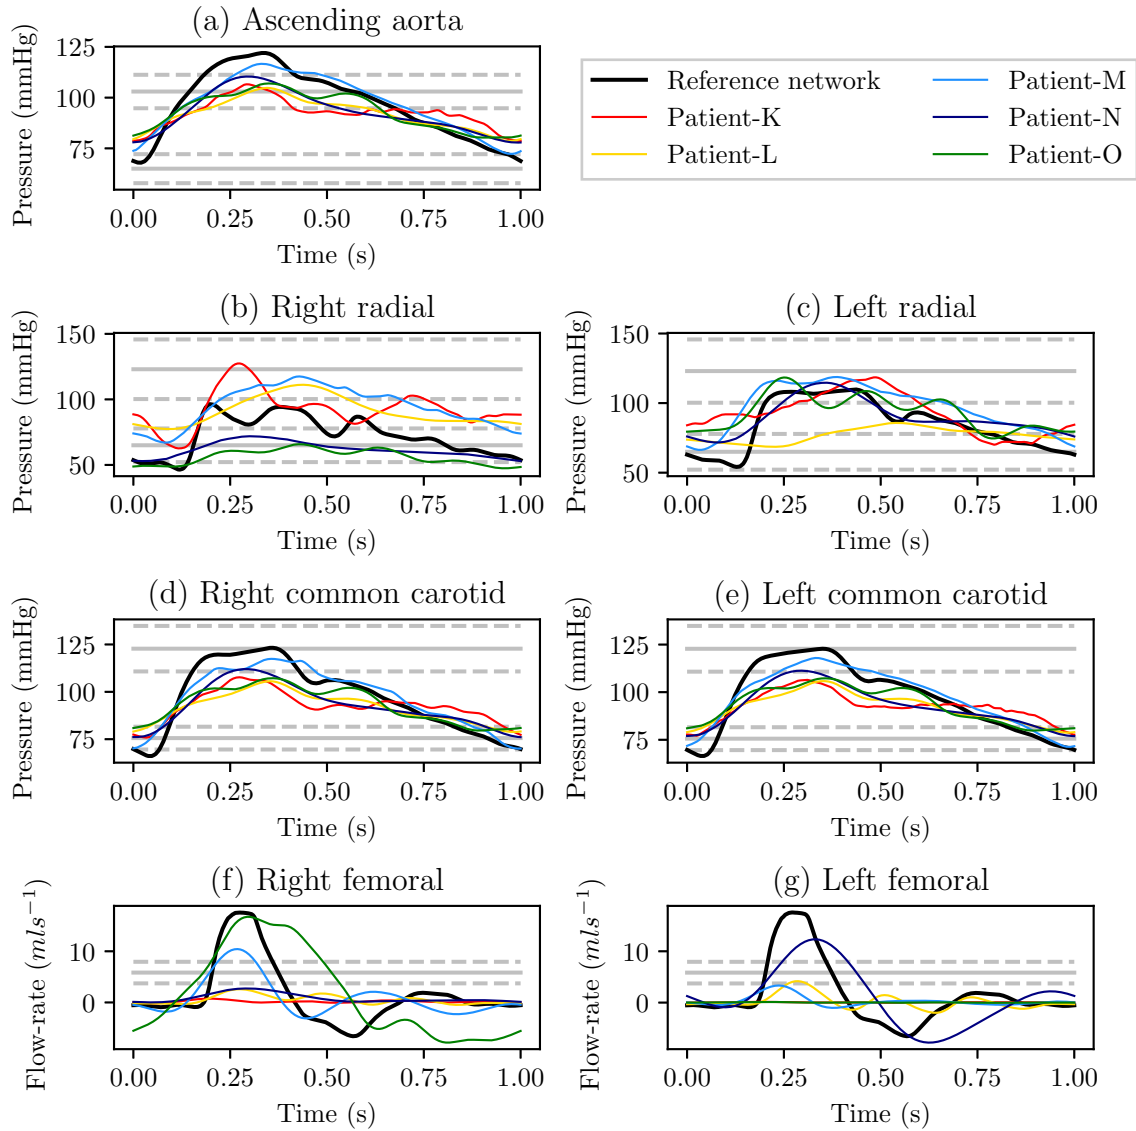 (a) Ascending aorta
Pressure (mmHg)
125
100
75
0.00 0.25 0.50 0.75 1.00
Time (s)
Reference network
Patient-K
Patient-L
Patient-M
Patient-N
Patient-O
(b) Right radial
Pressure (mmHg)
150
100
50
0.00 0.25 0.50 0.75 1.00
Time (s)
(c) Left radial
Pressure (mmHg)
150
100
50
0.00 0.25 0.50 0.75 1.00
Time (s)
(d) Right common carotid
Pressure (mmHg)
125
100
75
0.00 0.25 0.50 0.75 1.00
Time (s)
(e) Left common carotid
Pressure (mmHg)
125
100
75
0.00 0.25 0.50 0.75 1.00
Time (s)
(f) Right femoral
Flow-rate (mls⁻¹)
10
0
0.00 0.25 0.50 0.75 1.00
Time (s)
(g) Left femoral
Flow-rate (mls⁻¹)
10
0
0.00 0.25 0.50 0.75 1.00
Time (s)